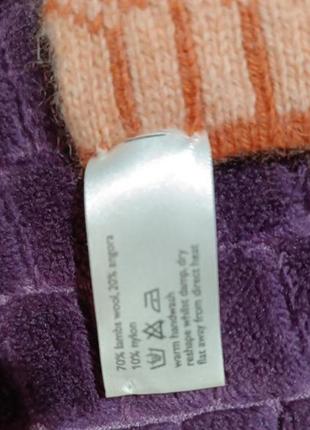 70% lambs wool, 20% angora
10% nylon
warm handwash
reshape whilst damp, dry
flat away from direct heat